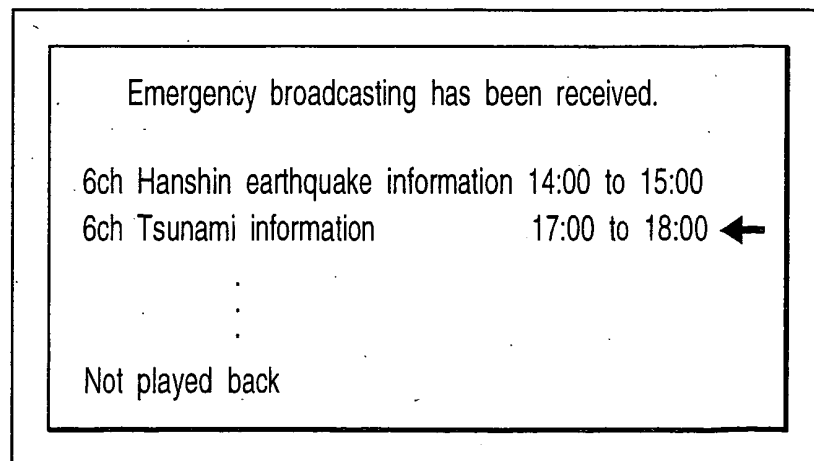 Emergency broadcasting has been received.
6ch Hanshin earthquake information 14:00 to 15:00
6ch Tsunami information 17:00 to 18:00
Not played back